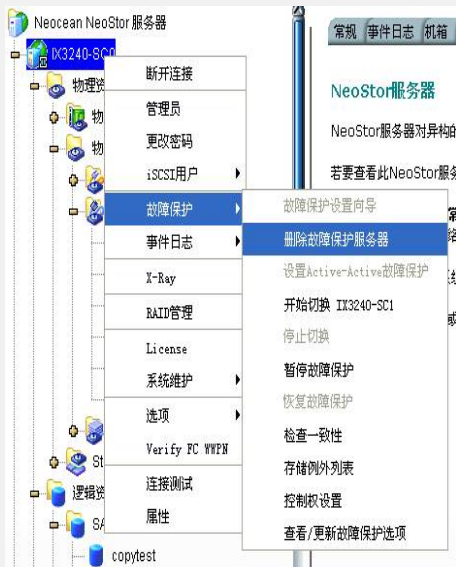 Neocean NeoStor 服务器
IX3240-SC0
物理资
物
物
St
逻辑资
SA
copytest
断开连接
管理员
更改密码
iSCSI用户
故障保护
事件日志
X-Ray
RAID管理
License
系统维护
选项
Verify FC WWPN
连接测试
属性
故障保护设置向导
删除故障保护服务器
设置Active-Active故障保护
开始切换 IX3240-SC1
停止切换
暂停故障保护
恢复故障保护
检查一致性
存储例外列表
控制权设置
查看/更新故障保护选项
常规 事件日志 机箱
NeoStor服务器
NeoStor服务器对异构的
若要查看此NeoStor服务